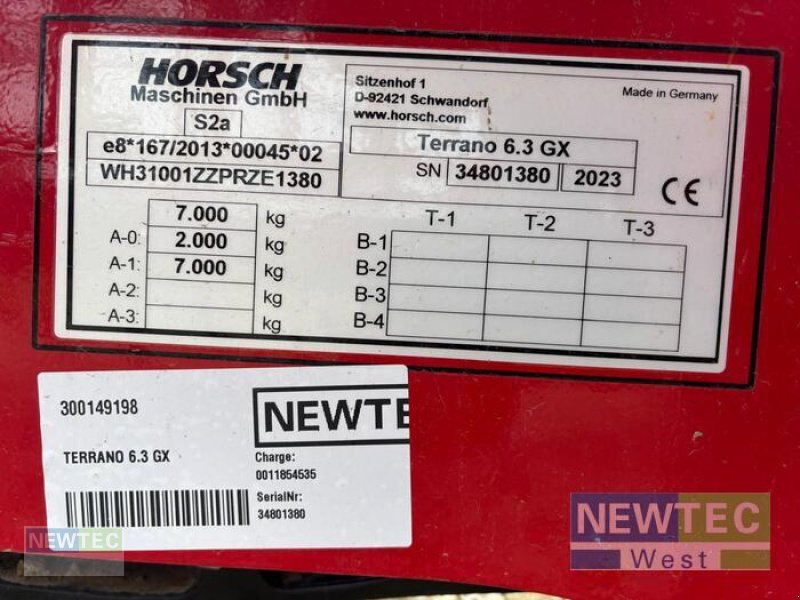 HORSCH
Maschinen GmbH
S2a
e8*167/2013*00045*02
WH31001ZZPRZE1380
Sitzenhof 1
D-92421 Schwandorf
www.horsch.com
Made in Germany
Terrano 6.3 GX
SN 34801380 2023
CE
7.000 kg
A-0: 2.000 kg
A-1: 7.000 kg
A-2: kg
A-3: kg
T-1 T-2 T-3
B-1
B-2
B-3
B-4
300149198
NEWTE
TERRANO 6.3 GX
Charge:
0011854535
SerialNr:
34801380
NEWTEC
NEWTEC
West